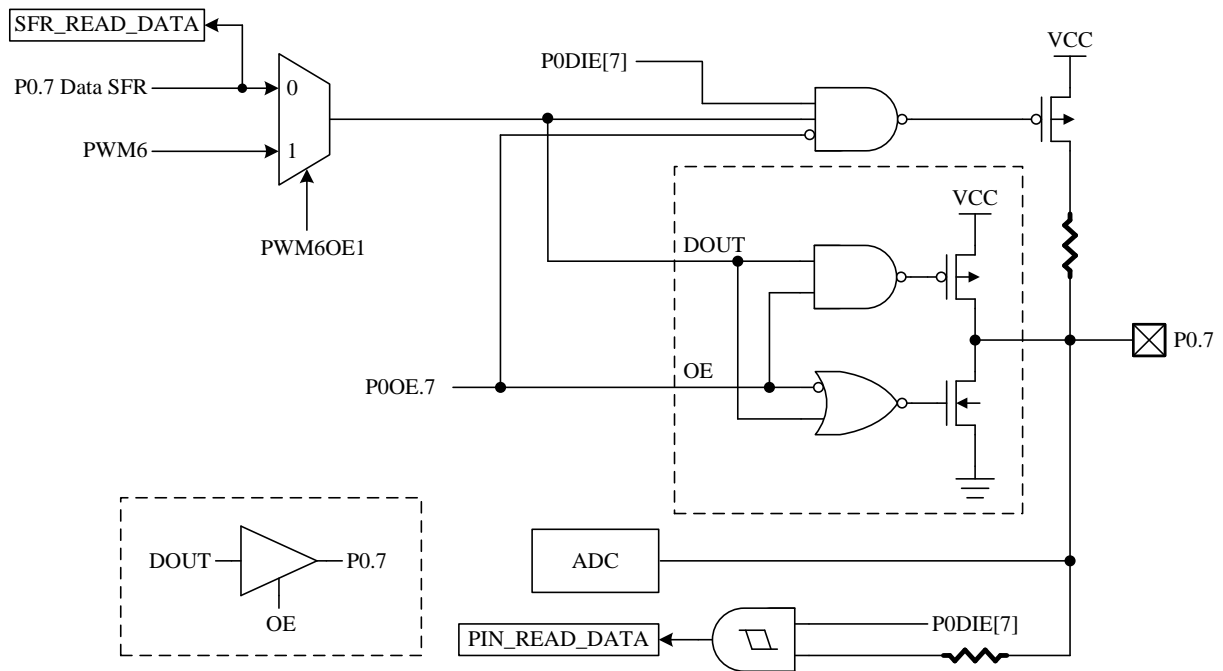 SFR_READ_DATA
VCC
P0DIE[7]
P0.7 Data SFR
0
PWM6
1
VCC
PWM6OE1
DOUT
P0.7
OE
P0OE.7
DOUT
P0.7
ADC
OE
P0DIE[7]
PIN_READ_DATA